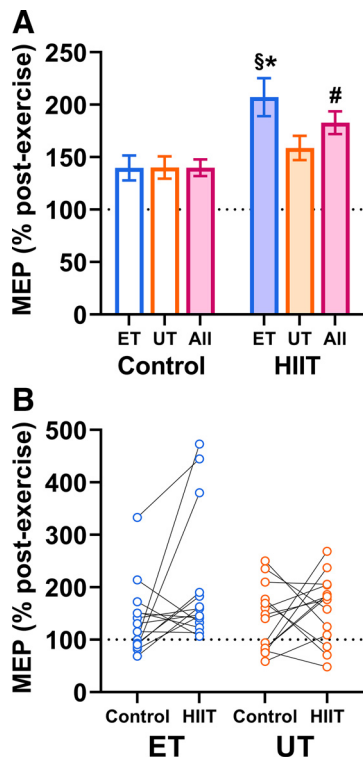 A
MEP (% post-exercise)
250
200
150
100
50
0
§*
#
ET UT All ET UT All
Control HIIT
B
MEP (% post-exercise)
500
400
300
200
100
0
Control HIIT Control HIIT
ET UT